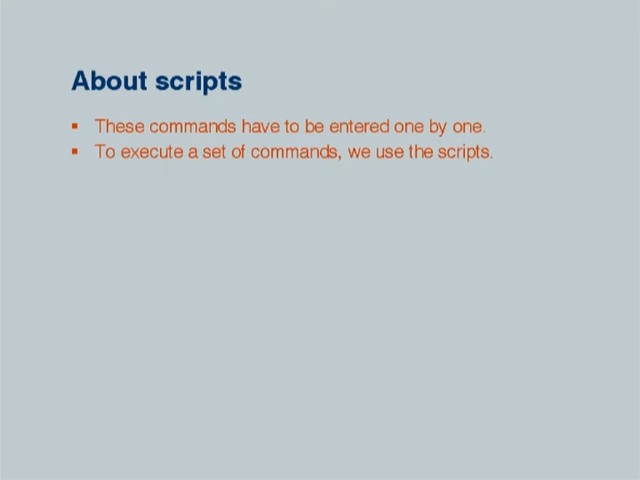 About scripts
▪ These commands have to be entered one by one.
▪ To execute a set of commands, we use the scripts.